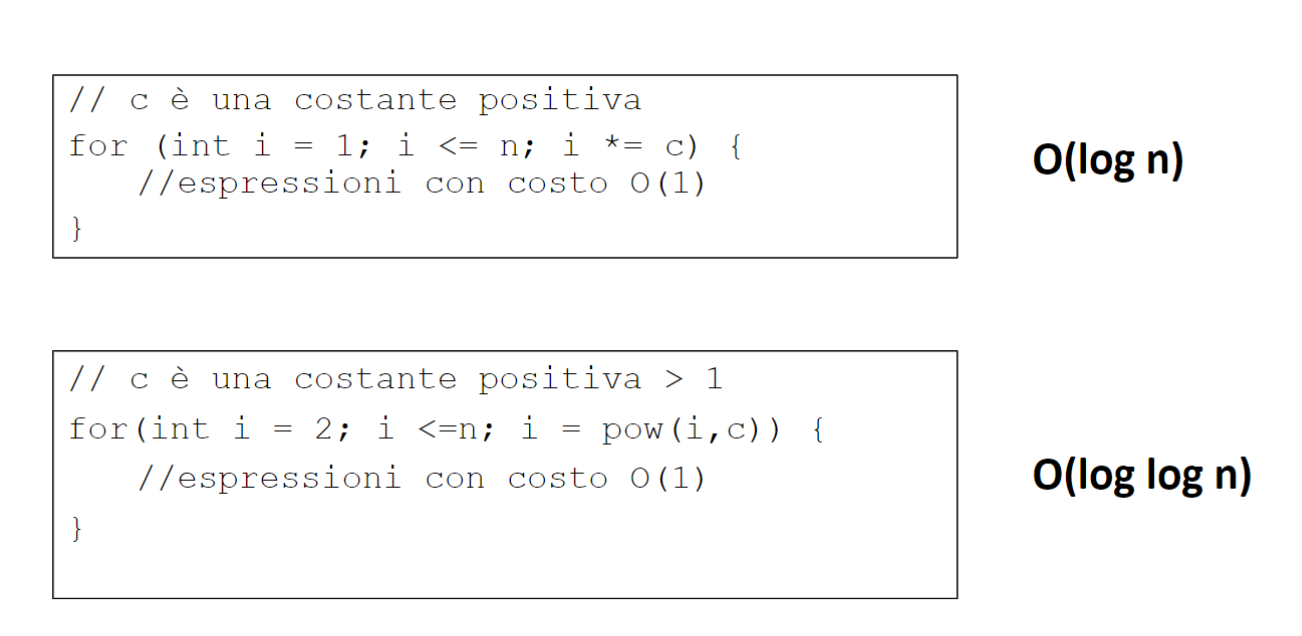 // c è una costante positiva
for (int i = 1; i <= n; i *= c) {
//espressioni con costo O(1)
}
O(log n)
// c è una costante positiva > 1
for(int i = 2; i <=n; i = pow(i,c)) {
//espressioni con costo O(1)
}
O(log log n)